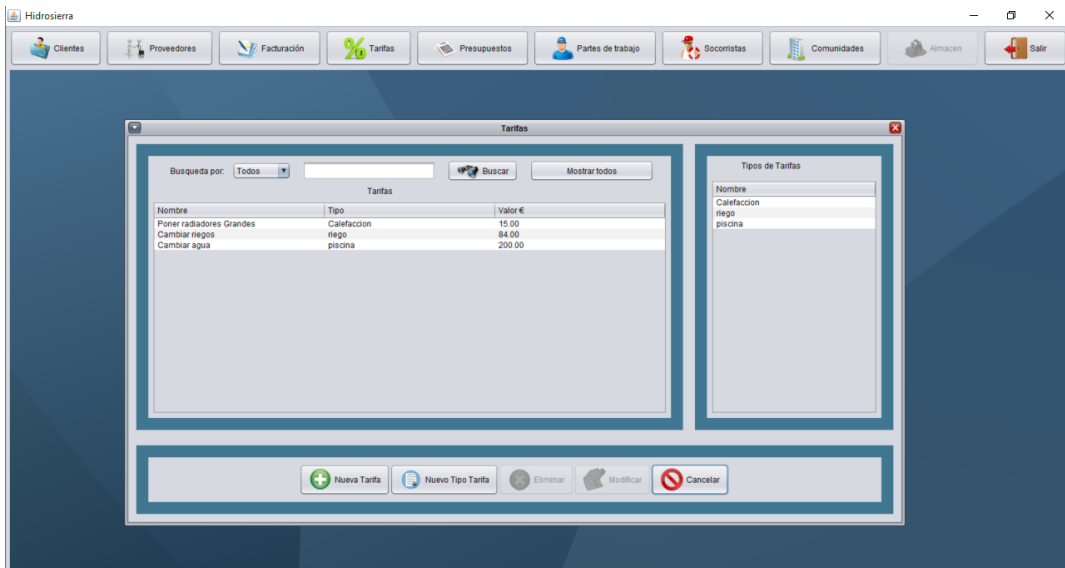 Hidrosierra
Clientes Proveedores Facturación Tarifas Presupuestos Partes de trabajo Socorristas Comunidades Almacen Salir
Tarifas
Busqueda por: Todos Buscar Mostrar todos
Tarifas
Nombre Tipo Valor €
Poner radiadores Grandes Calefaccion 15.00
Cambiar riegos riego 84.00
Cambiar agua piscina 200.00
Tipos de Tarifas
Nombre
Calefaccion
riego
piscina
Nueva Tarifa Nuevo Tipo Tarifa Eliminar Modificar Cancelar